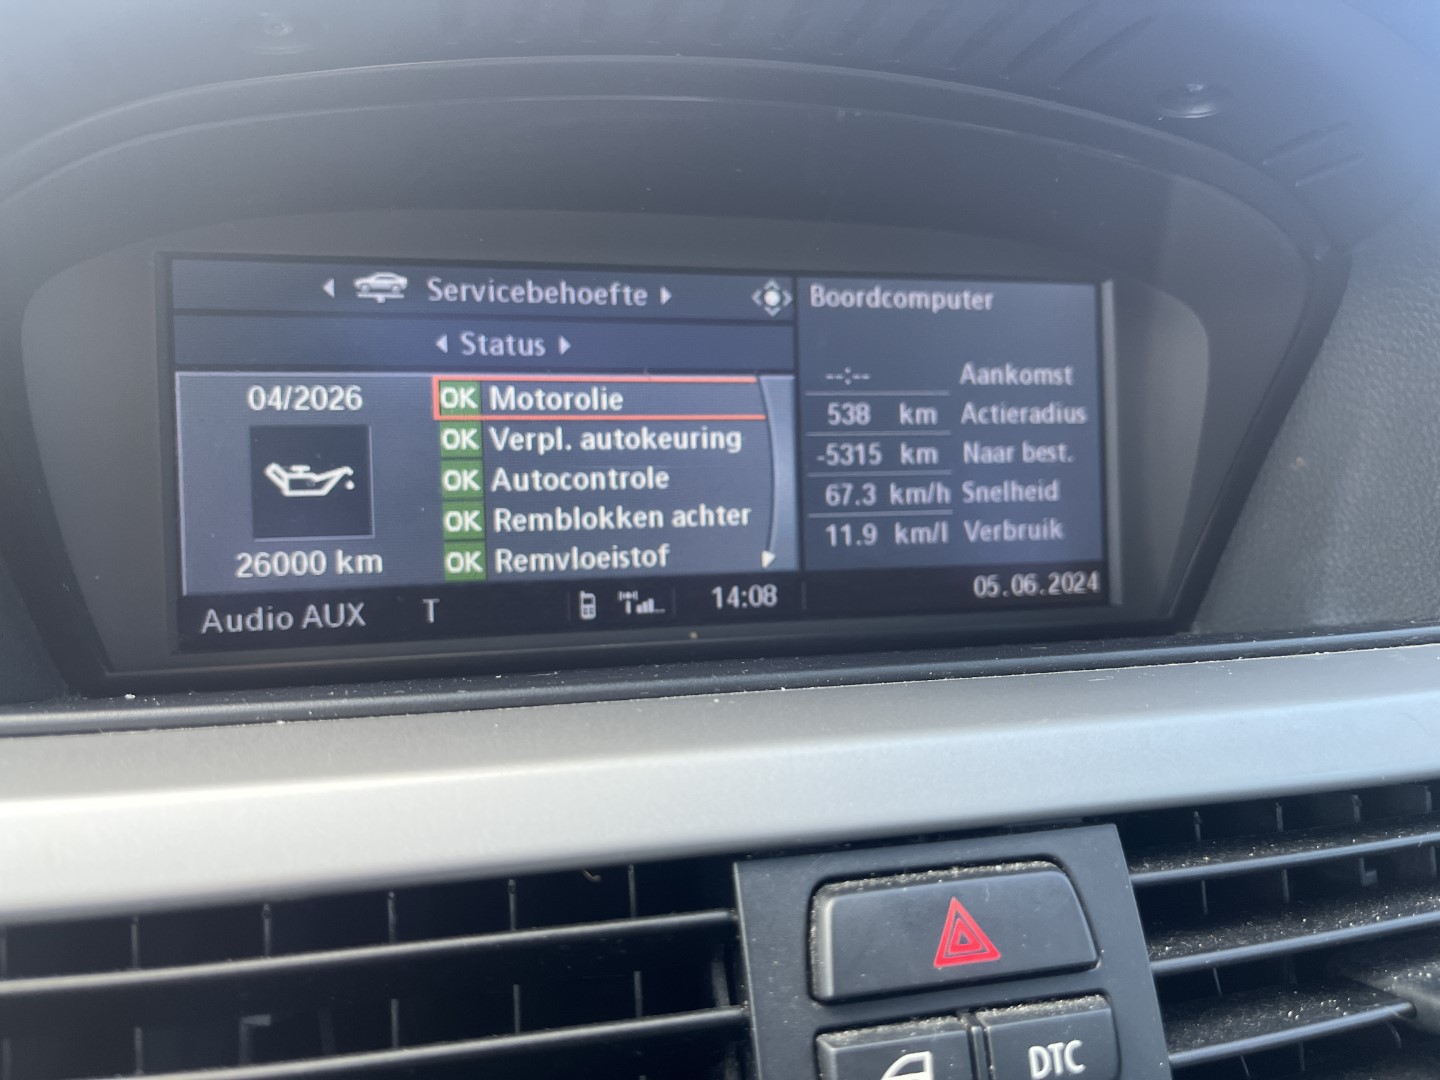 Servicebehoefte
Status
04/2026
26000 km
OK Motorolie
OK Verpl. autokeuring
OK Autocontrole
OK Remblokken achter
OK Remvloeistof
Boordcomputer
--:-- Aankomst
538 km Actieradius
-5315 km Naar best.
67.3 km/h Snelheid
11.9 km/l Verbruik
Audio AUX T 14:08 05.06.2024
DTC